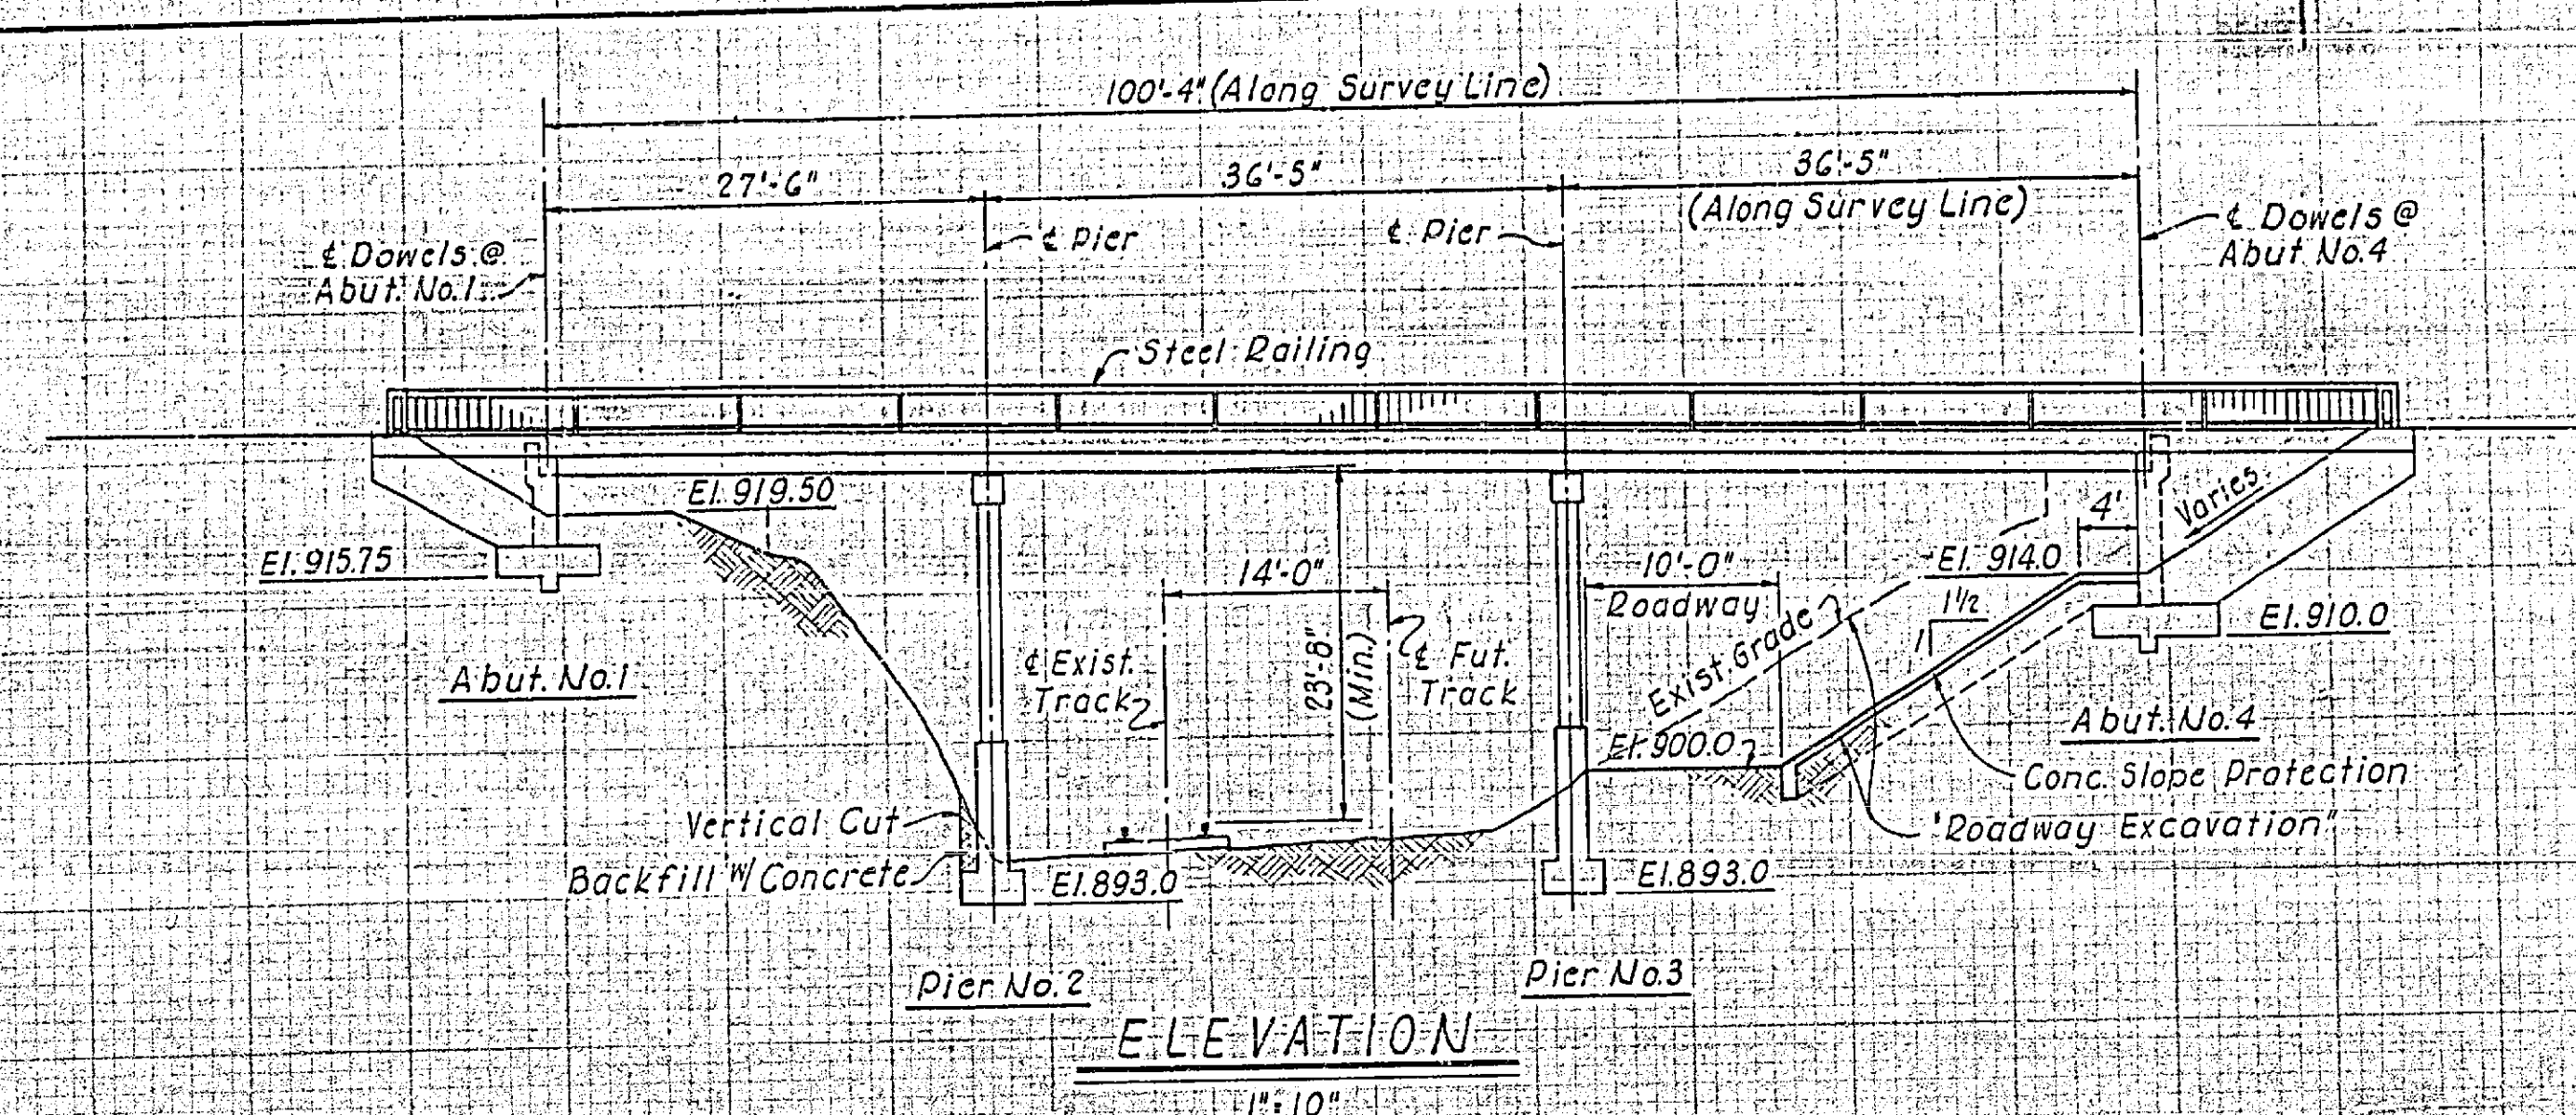 100'-4" (Along Survey Line)
27'-6"
36'-5"
36'-5"
(Along Survey Line)
℄ Dowels @
Abut. No.1
℄ Pier
℄ Pier
℄ Dowels @
Abut. No.4
Steel Railing
El. 919.50
El. 915.75
14'-0"
23'-8"
(Min.)
10'-0"
Roadway
El. 914.0
4'
Varies
1½
1
El. 910.0
Abut. No.1
℄ Exist.
Track
℄ Fut.
Track
Exist. Grade
El. 900.0
Abut. No.4
Conc. Slope Protection
"Roadway Excavation"
Vertical Cut
Backfill W/ Concrete
El. 893.0
El. 893.0
Pier No. 2
Pier No.3
ELEVATION
1"=10"